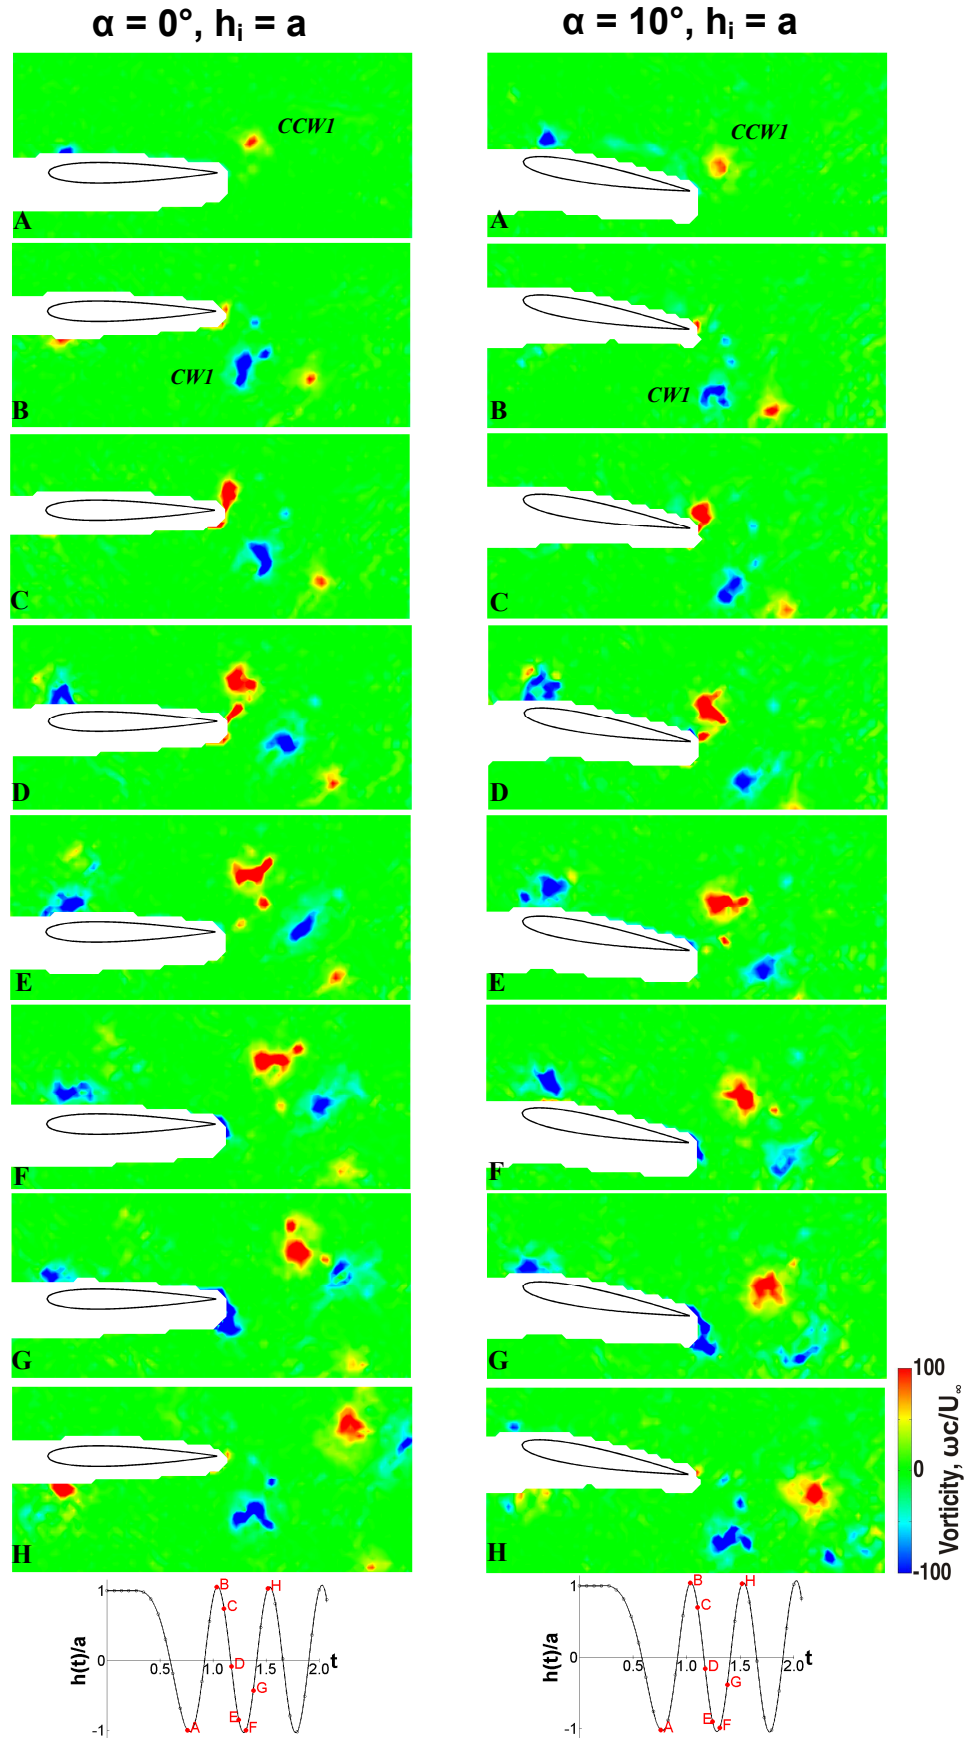 α = 0°, hᵢ = a
α = 10°, hᵢ = a
CCW1
A
CCW1
A
CW1
B
CW1
B
C
C
D
D
E
E
F
F
G
G
H
H
100
0
-100
Vorticity, ωc/U∞
h(t)/a
1
0
-1
0.5
1.0
1.5
2.0
t
A
B
C
D
E
F
G
H
h(t)/a
1
0
-1
0.5
1.0
1.5
2.0
t
A
B
C
D
E
F
G
H